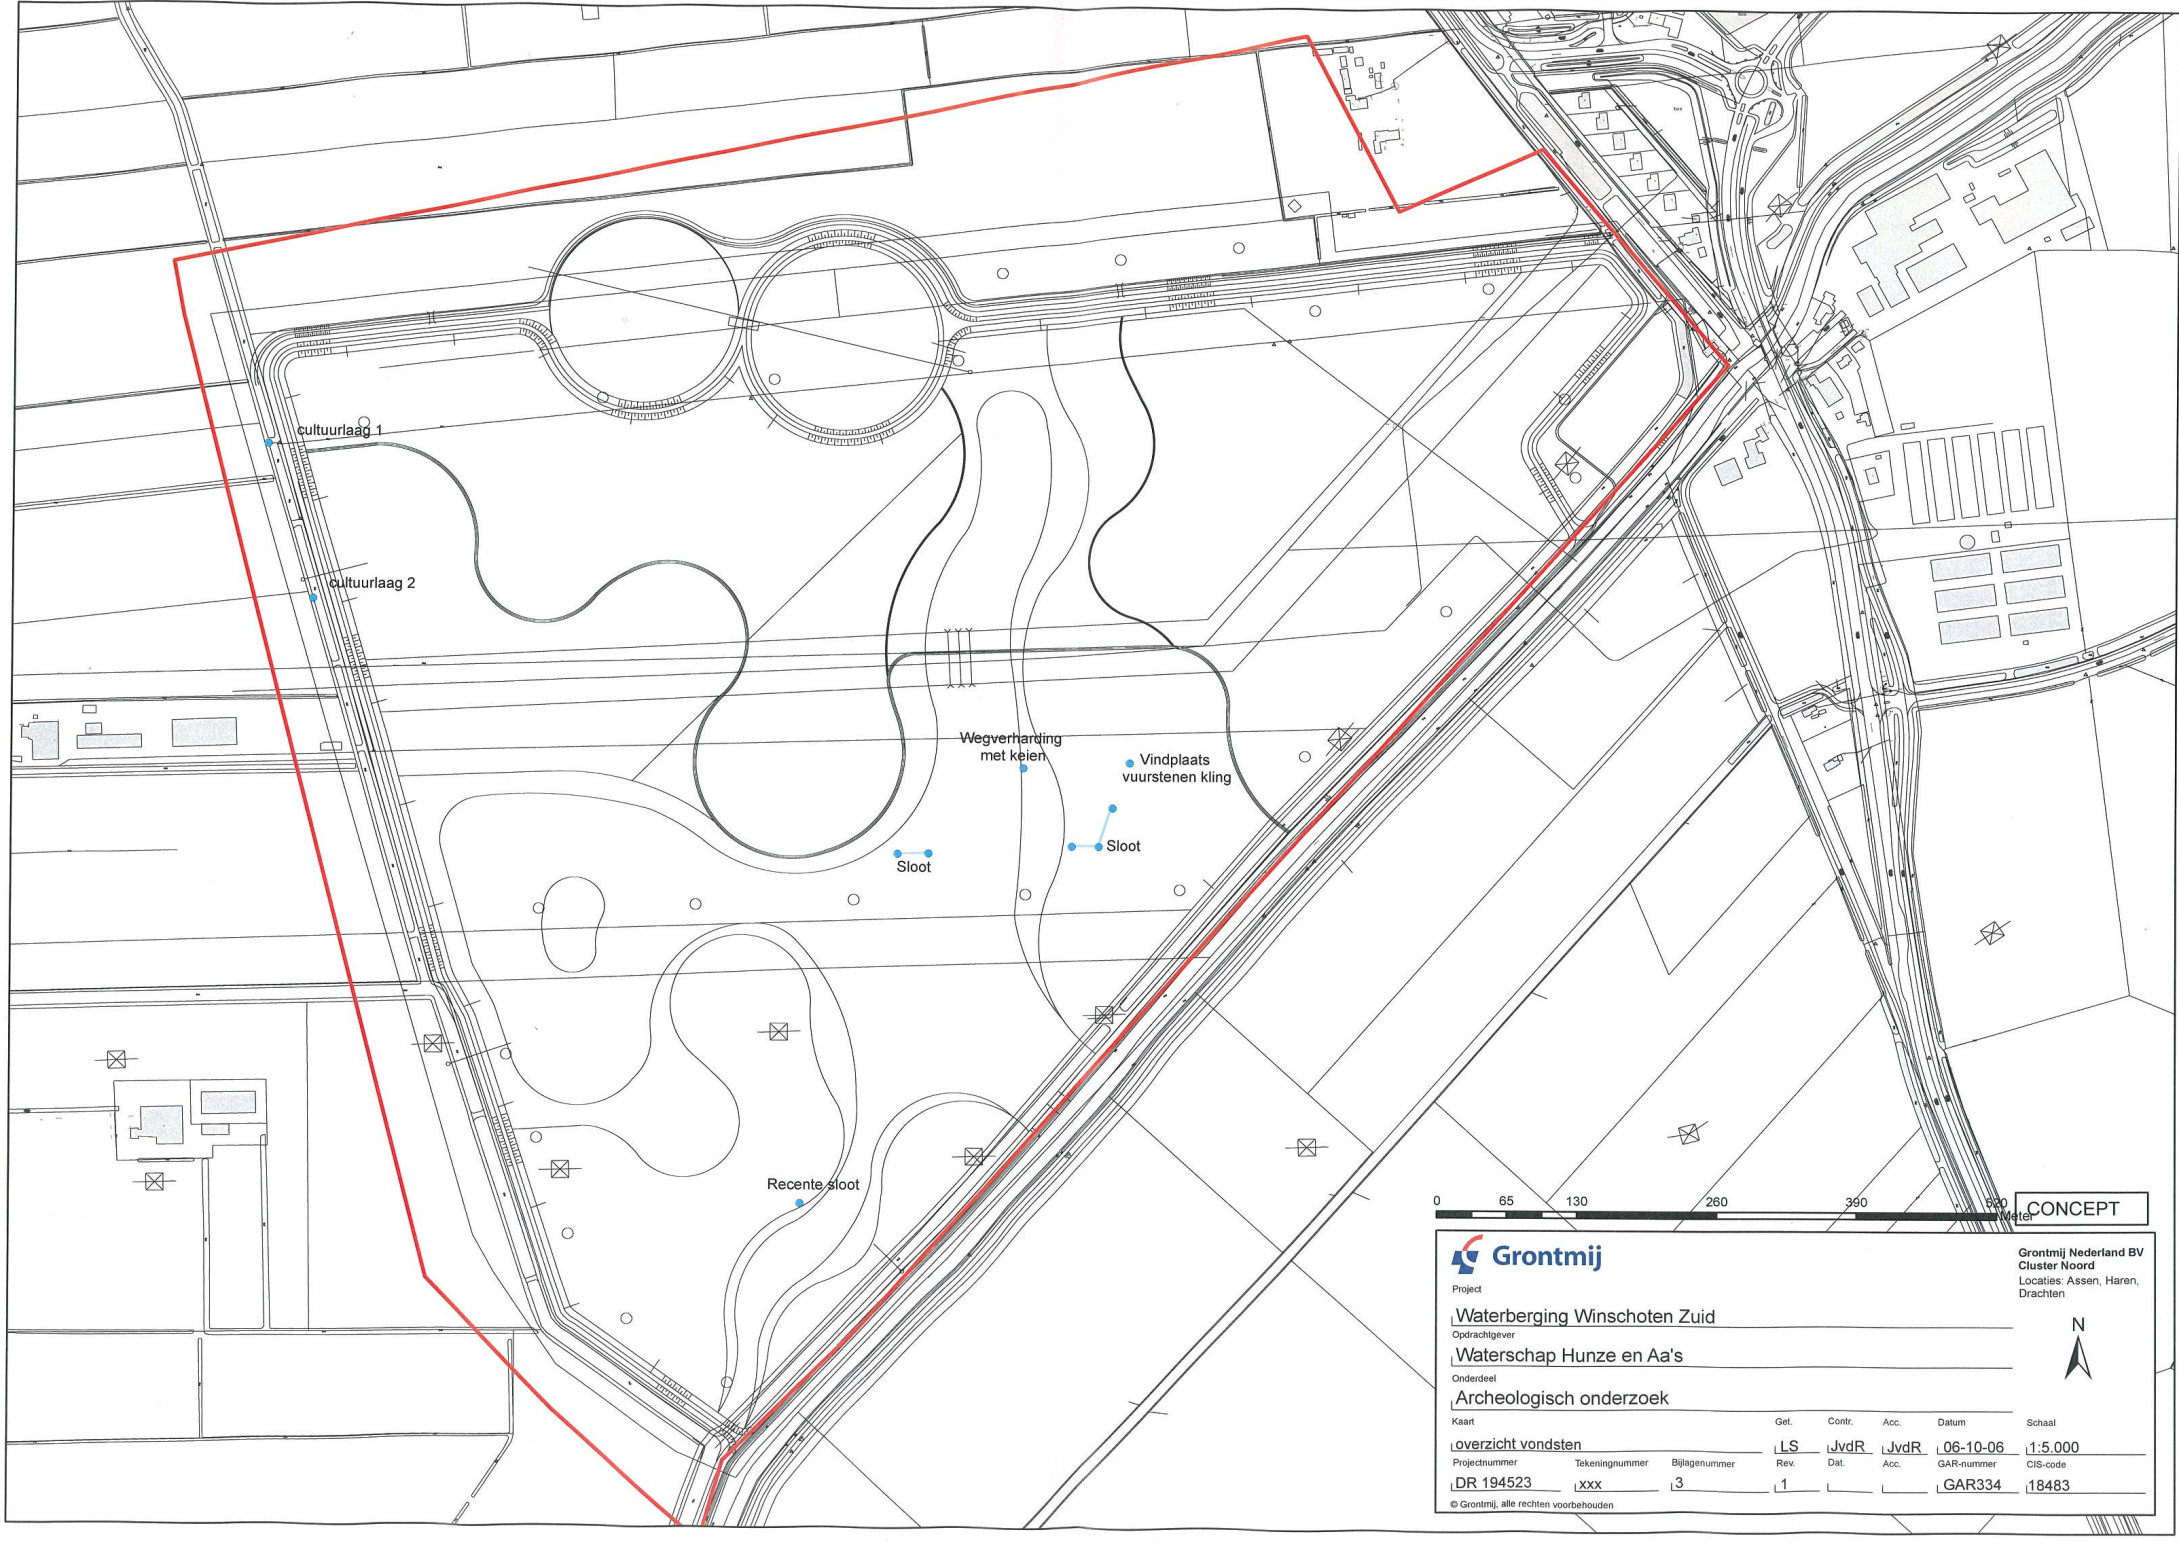 cultuurlaag 1
cultuurlaag 2
Wegverharding
met keien
Vindplaats
vuurstenen kling
Sloot
Sloot
Recente sloot
0 65 130 260 390 520
Meter
CONCEPT
Grontmij
Grontmij Nederland BV
Cluster Noord
Locaties: Assen, Haren,
Drachten
Project
Waterberging Winschoten Zuid
Opdrachtgever
Waterschap Hunze en Aa's
Onderdeel
Archeologisch onderzoek
N
Kaart Get. Contr. Acc. Datum Schaal
overzicht vondsten LS JvdR JvdR 06-10-06 1:5.000
Projectnummer Tekeningnummer Bijlagenummer Rev. Dat. Acc. GAR-nummer CIS-code
DR 194523 xxx 3 1 GAR334 18483
© Grontmij, alle rechten voorbehouden